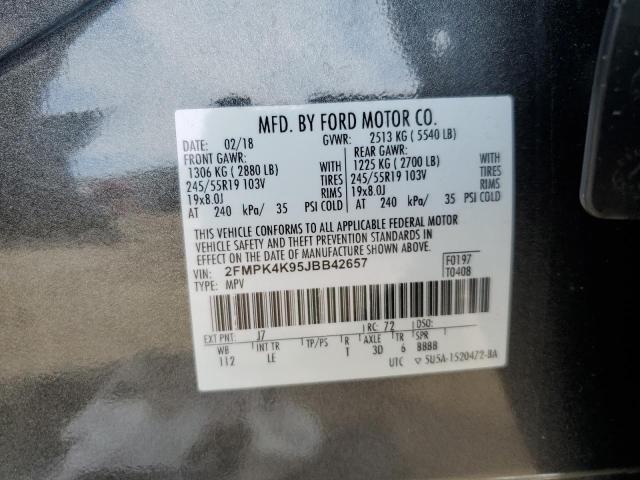 MFD. BY FORD MOTOR CO.
DATE: 02/18 GVWR: 2513 KG ( 5540 LB)
FRONT GAWR: REAR GAWR:
1306 KG ( 2880 LB) WITH 1225 KG ( 2700 LB) WITH
245/55R19 103V TIRES 245/55R19 103V TIRES
19x8.0J RIMS 19x8.0J RIMS
AT 240 kPa/ 35 PSI COLD AT 240 kPa/ 35 PSI COLD
THIS VEHICLE CONFORMS TO ALL APPLICABLE FEDERAL MOTOR
VEHICLE SAFETY AND THEFT PREVENTION STANDARDS IN
EFFECT ON THE DATE OF MANUFACTURE SHOWN ABOVE.
VIN: 2FMPK4K95JBB42657 F0197
TYPE: MPV T0408
EXT PNT: J7 RC: 72 DSO:
WB INT TR TP/PS R AXLE TR SPR
112 LE T 3D 6 BBBB
UTC ▽ 5U5A-1520472-BA